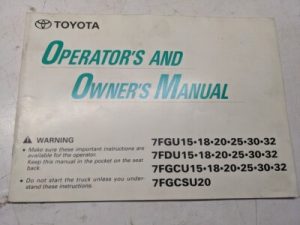 TOYOTA
OPERATOR'S AND
OWNER'S MANUAL
WARNING
• Make sure these important instructions are
available for the operator.
Keep this manual in the pocket on the seat
back.
• Do not start the truck unless you under-
stand these instructions.
7FGU15•18•20•25•30•32
7FDU15•18•20•25•30•32
7FGCU15•18•20•25•30•32
7FGCSU20